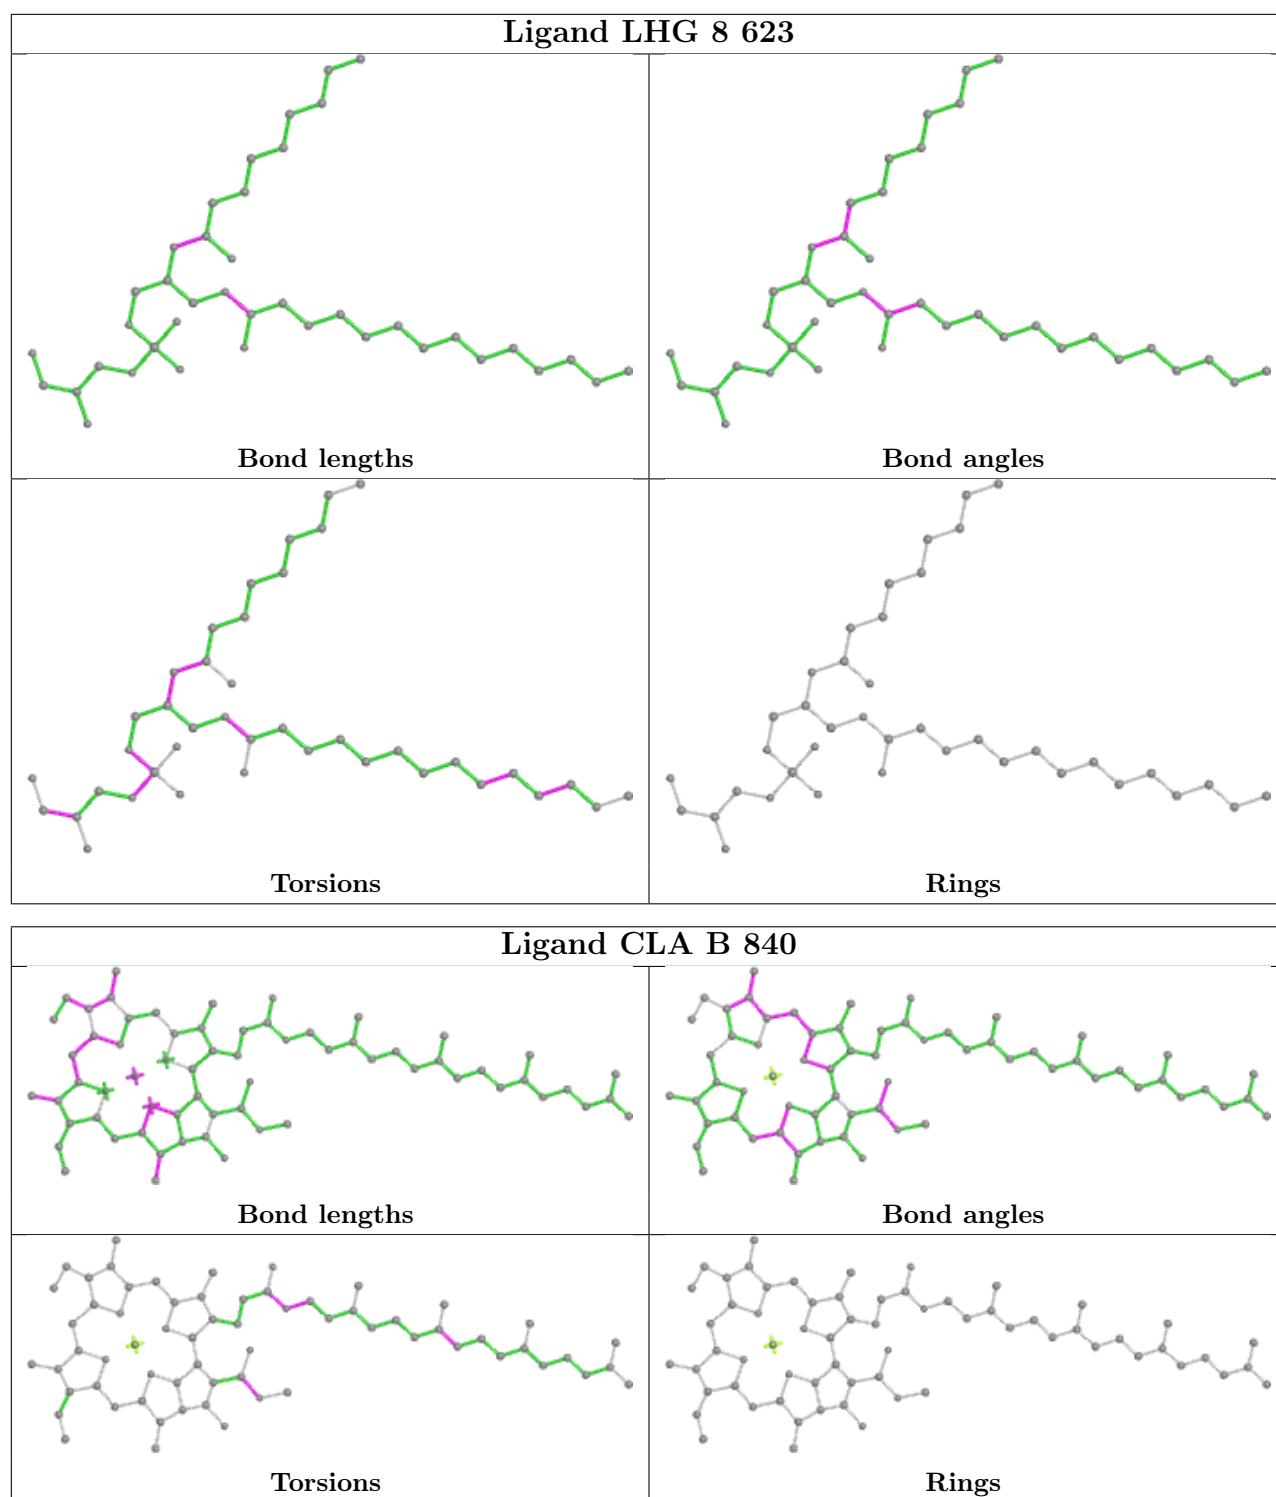 Ligand LHG 8 623
Bond lengths
Bond angles
Torsions
Rings
Ligand CLA B 840
Bond lengths
Bond angles
Torsions
Rings